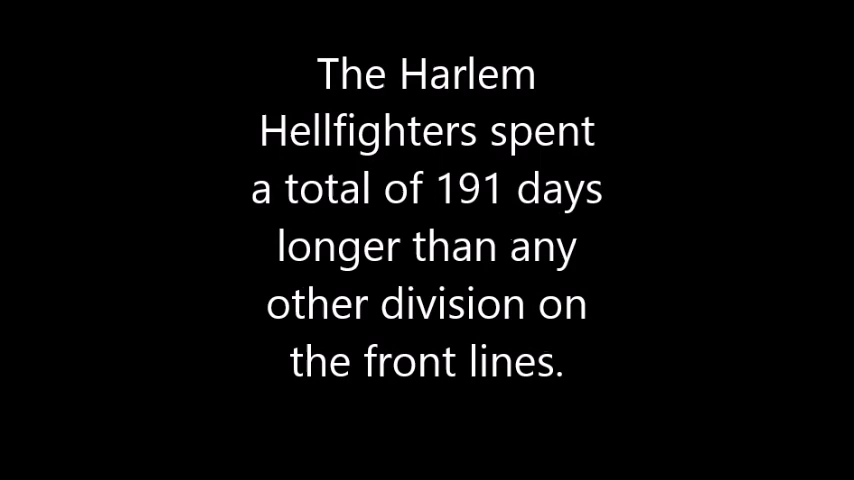 The Harlem
Hellfighters spent
a total of 191 days
longer than any
other division on
the front lines.